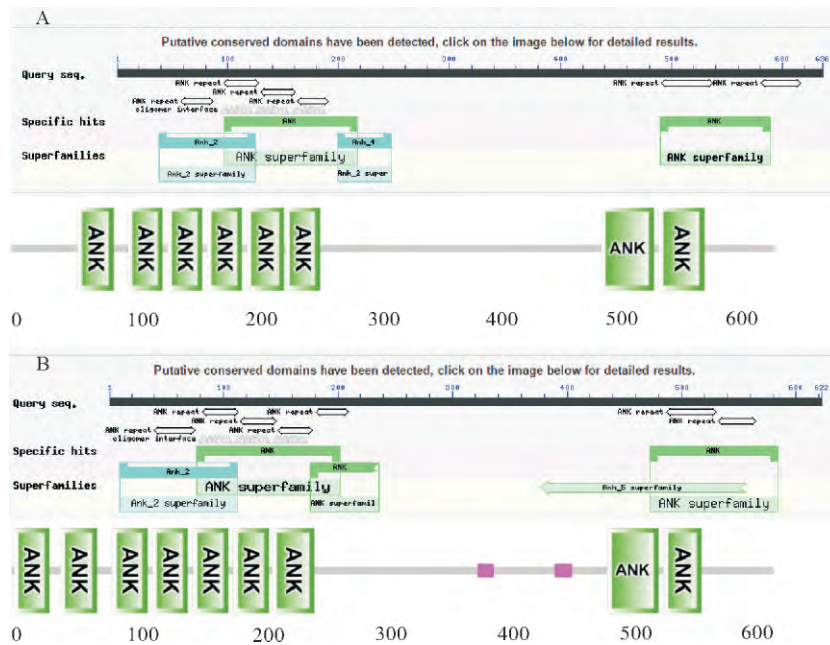 A
Putative conserved domains have been detected, click on the image below for detailed results.
1 100 200 300 400 500 600 636
Query seq.
ANK repeat ANK repeat ANK repeat
ANK repeat
ANK repeat ANK repeat
oligomer interface
Specific hits ANK ANK
Ank_2 Ank_4
Superfamilies ANK superfamily ANK superfamily
Ank_2 superfamily Ank_2 super
ANK ANK ANK ANK ANK ANK ANK ANK
0 100 200 300 400 500 600
B
Putative conserved domains have been detected, click on the image below for detailed results.
1 100 200 300 400 500 600 622
Query seq.
ANK repeat ANK repeat ANK repeat
ANK repeat ANK repeat
ANK repeat ANK repeat
oligomer interface
Specific hits ANK ANK
Ank_2 ANK
Superfamilies ANK superfamily Ank_5 superfamily
Ank_2 superfamily ANK superfamil ANK superfamily
ANK ANK ANK ANK ANK ANK ANK ANK ANK
0 100 200 300 400 500 600